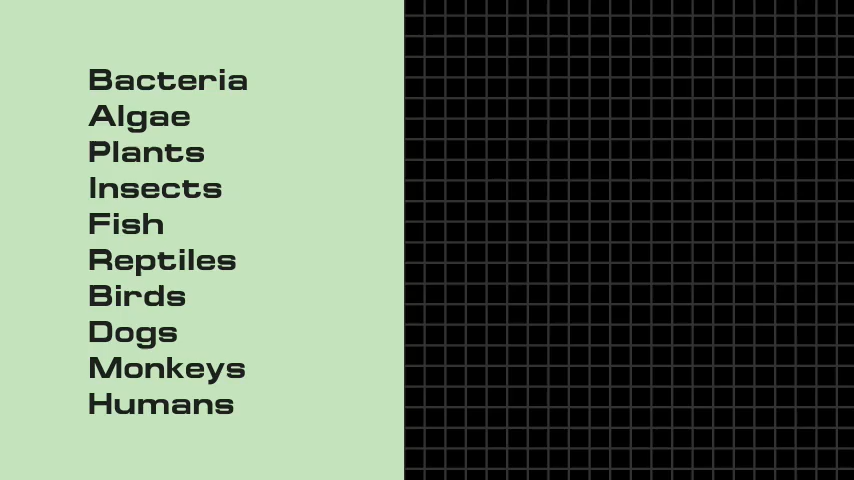 Bacteria
Algae
Plants
Insects
Fish
Reptiles
Birds
Dogs
Monkeys
Humans